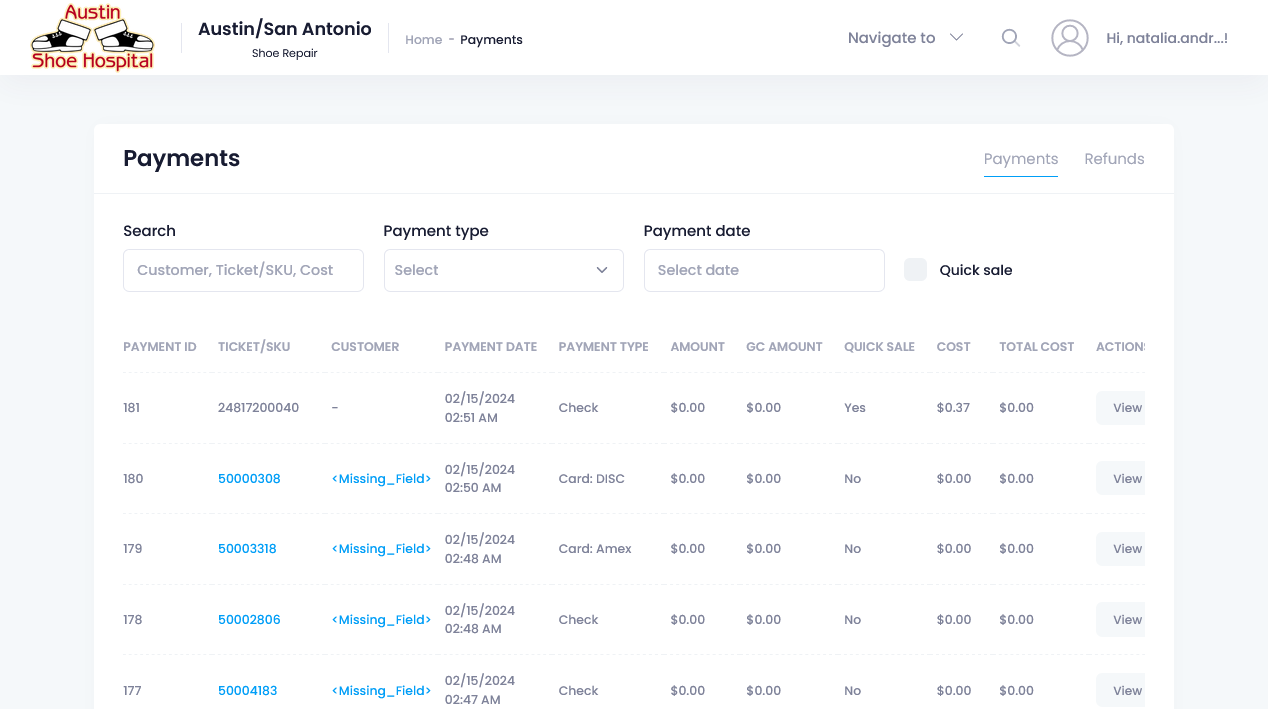 Austin
Shoe Hospital
Austin/San Antonio
Shoe Repair
Home - Payments
Navigate to
Hi, natalia.andr...!
Payments
Payments Refunds
Search Payment type Payment date
Customer, Ticket/SKU, Cost Select Select date Quick sale
PAYMENT ID TICKET/SKU CUSTOMER PAYMENT DATE PAYMENT TYPE AMOUNT GC AMOUNT QUICK SALE COST TOTAL COST ACTIONS
181 24817200040 - 02/15/2024 02:51 AM Check $0.00 $0.00 Yes $0.37 $0.00 View
180 50000308 <Missing_Field> 02/15/2024 02:50 AM Card: DISC $0.00 $0.00 No $0.00 $0.00 View
179 50003318 <Missing_Field> 02/15/2024 02:48 AM Card: Amex $0.00 $0.00 No $0.00 $0.00 View
178 50002806 <Missing_Field> 02/15/2024 02:48 AM Check $0.00 $0.00 No $0.00 $0.00 View
177 50004183 <Missing_Field> 02/15/2024 02:47 AM Check $0.00 $0.00 No $0.00 $0.00 View